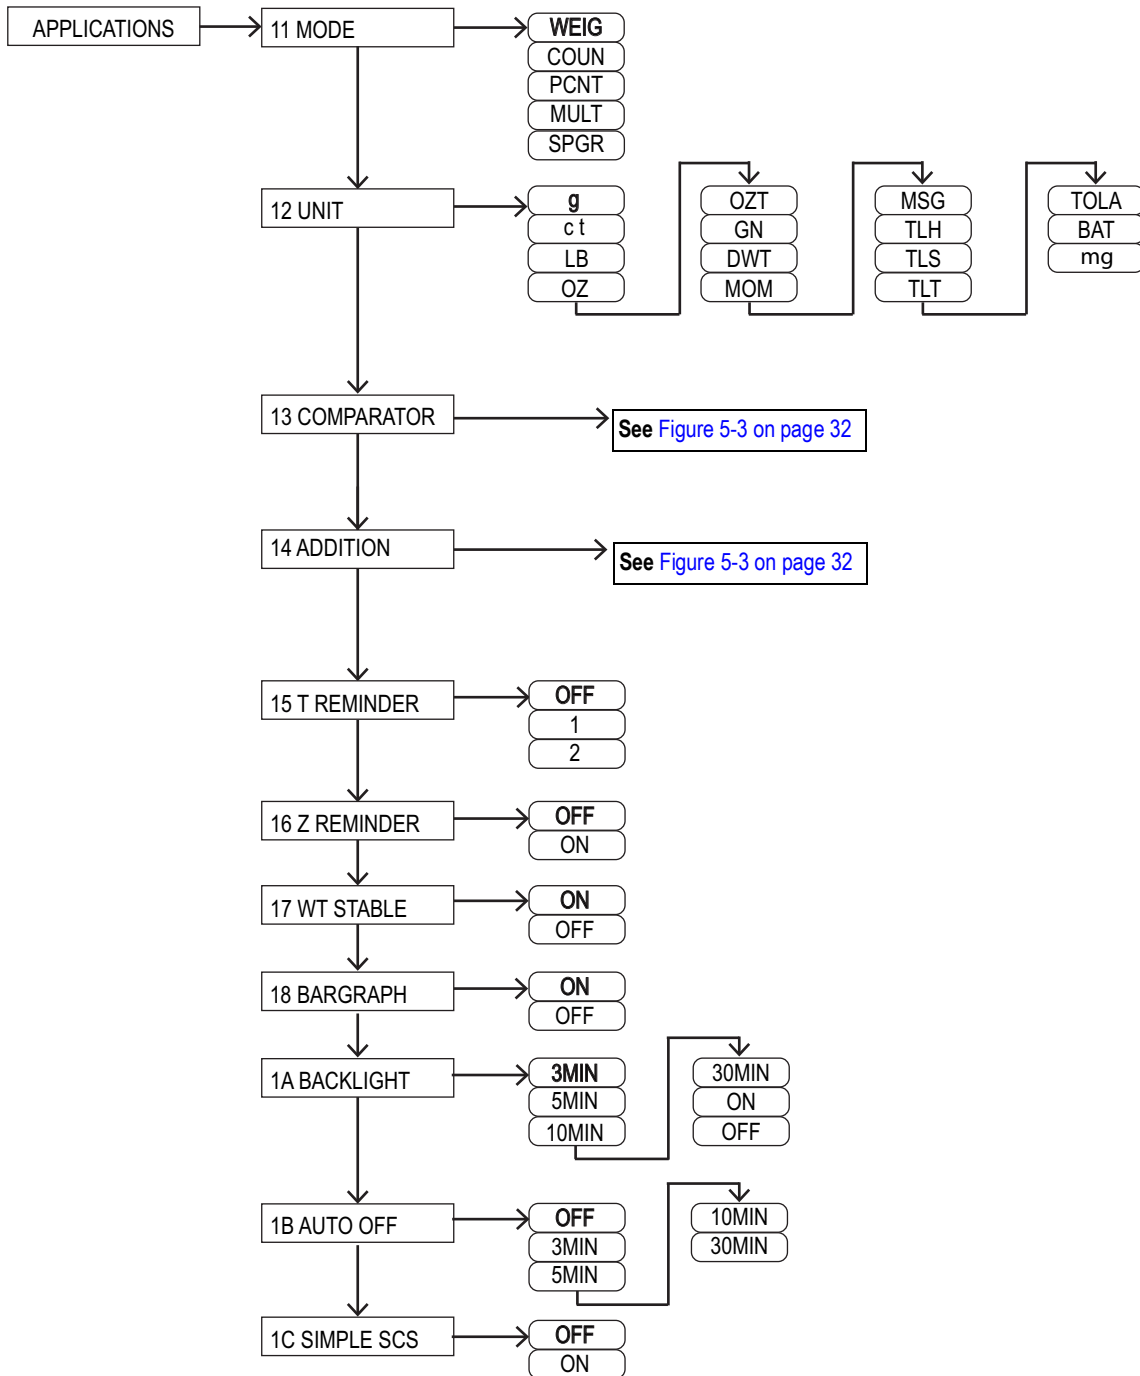 APPLICATIONS
11 MODE
WEIG
COUN
PCNT
MULT
SPGR
12 UNIT
g
c t
LB
OZ
OZT
GN
DWT
MOM
MSG
TLH
TLS
TLT
TOLA
BAT
mg
13 COMPARATOR
See Figure 5-3 on page 32
14 ADDITION
See Figure 5-3 on page 32
15 T REMINDER
OFF
1
2
16 Z REMINDER
OFF
ON
17 WT STABLE
ON
OFF
18 BARGRAPH
ON
OFF
1A BACKLIGHT
3MIN
5MIN
10MIN
30MIN
ON
OFF
1B AUTO OFF
OFF
3MIN
5MIN
10MIN
30MIN
1C SIMPLE SCS
OFF
ON